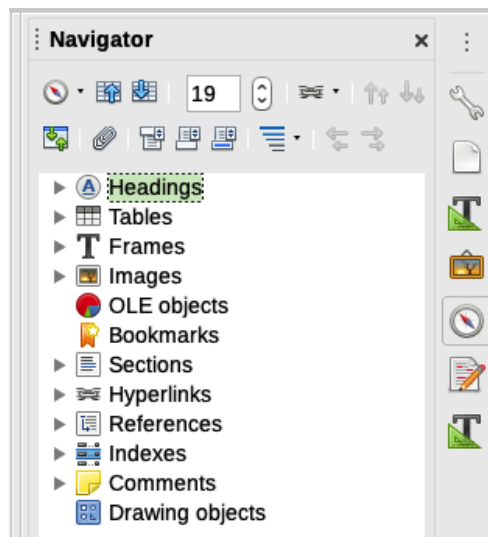 Navigator
19
Headings
Tables
Frames
Images
OLE objects
Bookmarks
Sections
Hyperlinks
References
Indexes
Comments
Drawing objects